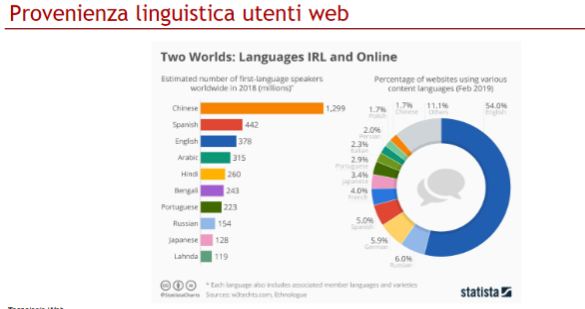 Provenienza linguistica utenti web
Two Worlds: Languages IRL and Online
Estimated number of first-language speakers
worldwide in 2018 (millions)*
Chinese 1,299
Spanish 442
English 378
Arabic 315
Hindi 260
Bengali 243
Portuguese 223
Russian 154
Japanese 128
Lahnda 119
Percentage of websites using various
content languages (Feb 2019)
54.0%
English
11.1%
Others
1.7%
Chinese
1.7%
Polish
2.0%
Persian
2.3%
Italian
2.9%
Portuguese
3.4%
Japanese
4.0%
French
5.0%
Spanish
5.9%
German
6.0%
Russian
* Each language also includes associated member languages and varieties
@StatistaCharts Sources: w3techs.com, Ethnologue
statista